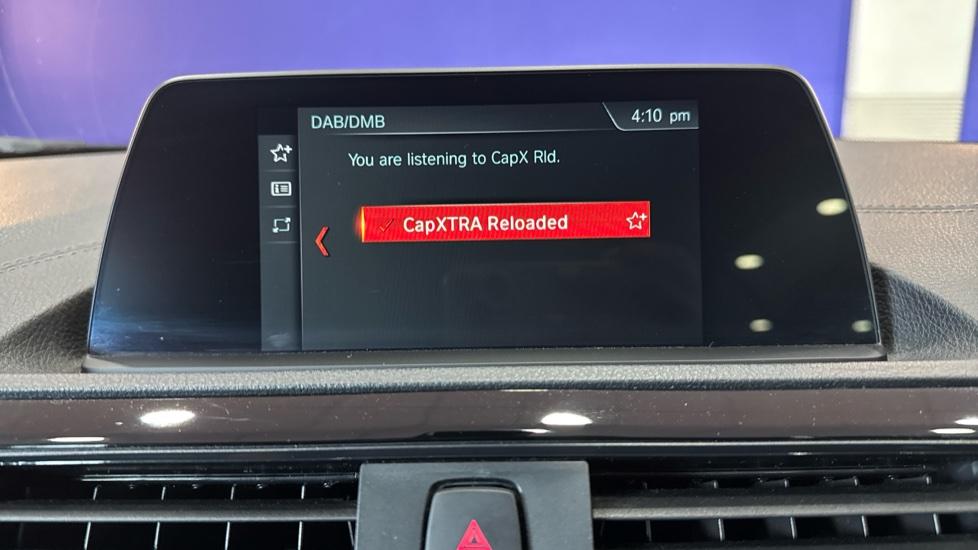 DAB/DMB
4:10 pm
You are listening to CapX Rld.
CapXTRA Reloaded